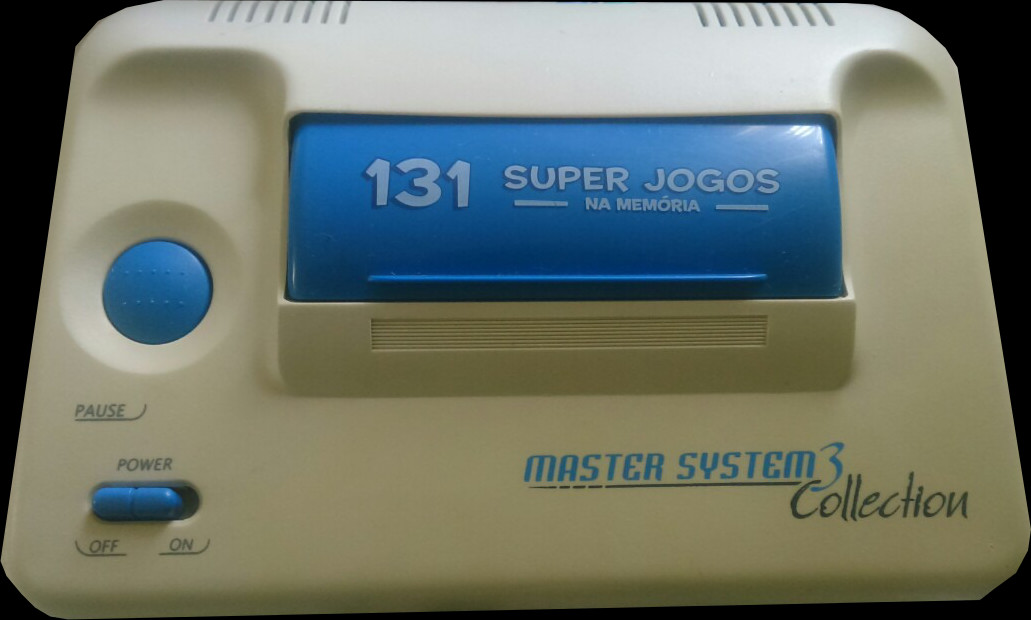 131 SUPER JOGOS
NA MEMÓRIA
PAUSE
POWER
OFF ON
MASTER SYSTEM 3
Collection